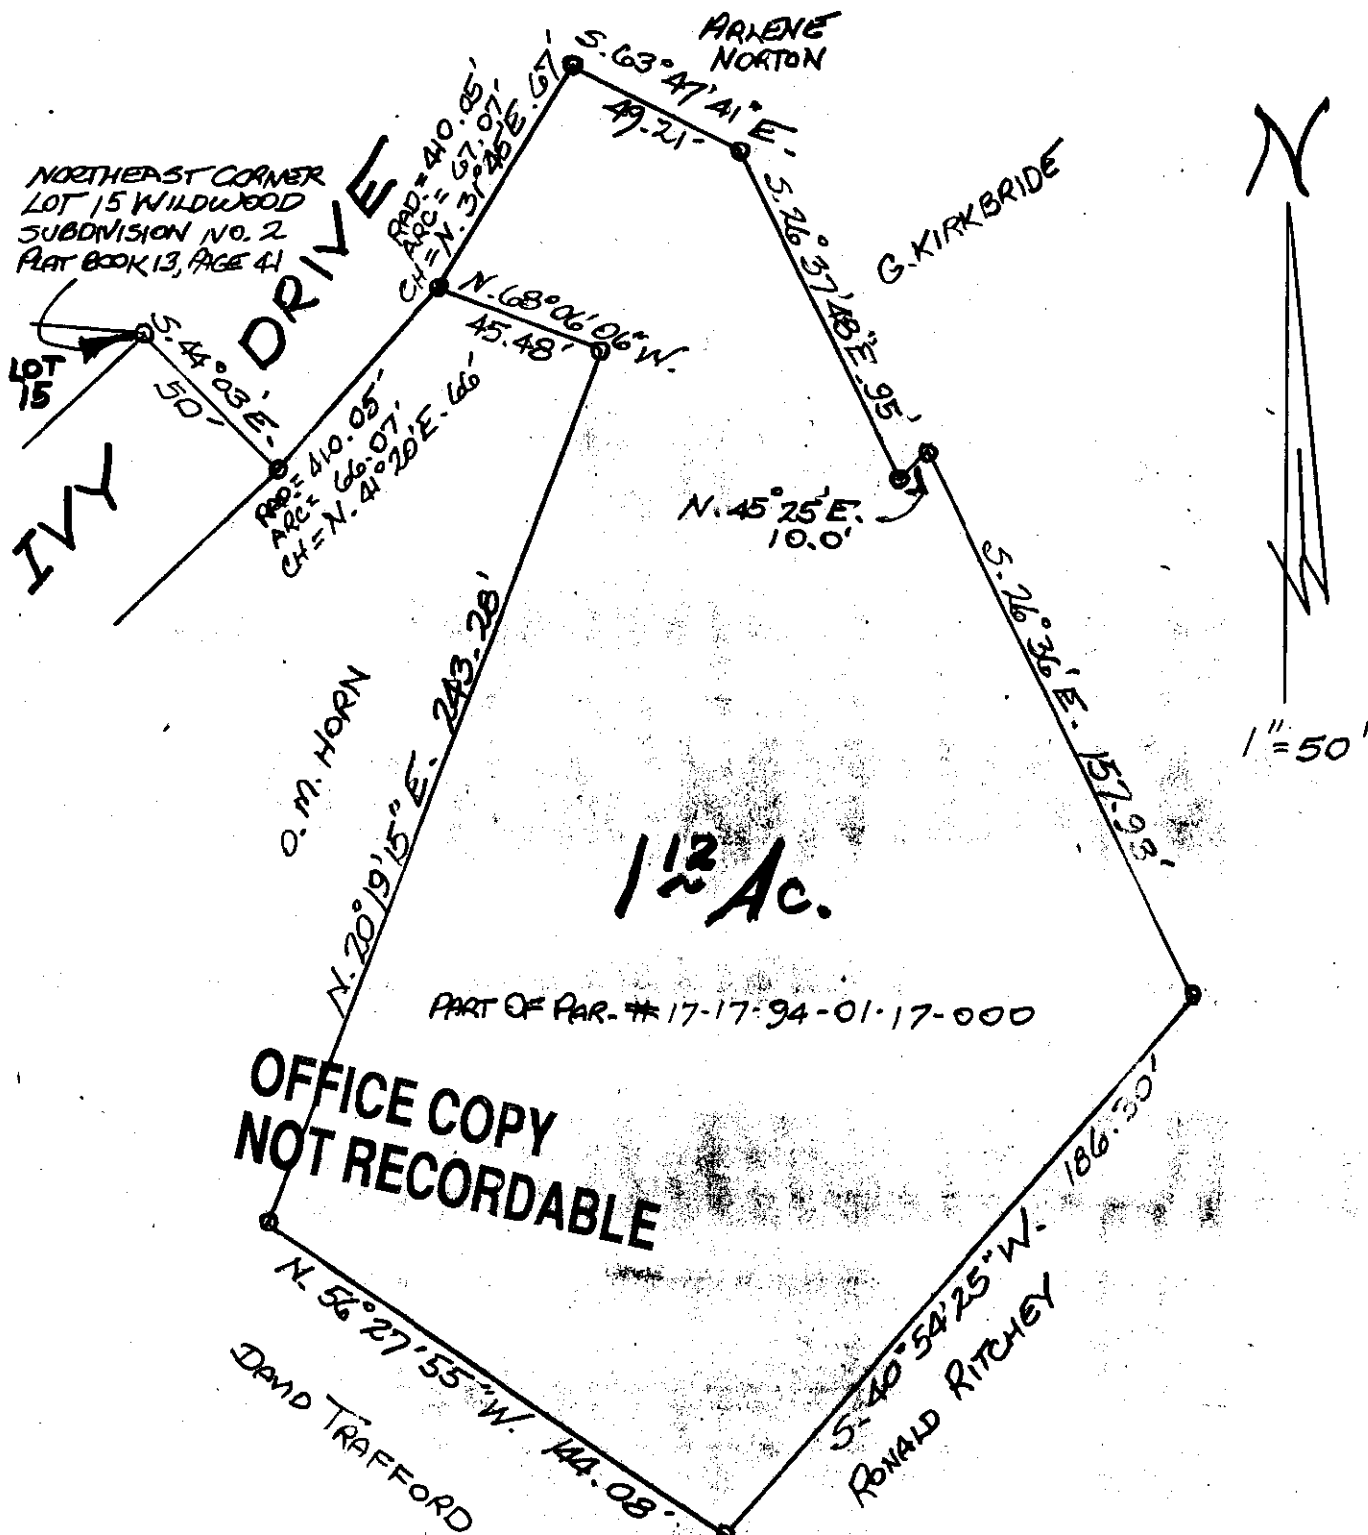 ARLENE
NORTON
S. 63° 47' 41" E.
49.21'
RAD.= 410.05'
ARC = 67.07'
CH = N. 31° 45' E. 67'
NORTHEAST CORNER
LOT 15 WILDWOOD
SUBDIVISION NO. 2
PLAT BOOK 13, PAGE 41
LOT
15
S. 44° 03' E.
50'
IVY DRIVE
N. 68° 06' 06" W.
45.48'
RAD= 410.05'
ARC= 66.07'
CH = N. 41° 20' E. 66'
S. 26° 37' 48" E. 95'
G. KIRKBRIDE
N
1" = 50'
N. 45° 25' E.
10.0'
S. 26° 36' E. 157.93'
O. M. HORN
N. 20° 19' 15" E. 243.28'
1 12 Ac.
PART OF PAR. # 17-17-94-01-17-000
OFFICE COPY
NOT RECORDABLE
S. 40° 54' 25" W. 186.30'
RONALD RITCHEY
N. 56° 27' 55" W. 144.08'
DAVID TRAFFORD